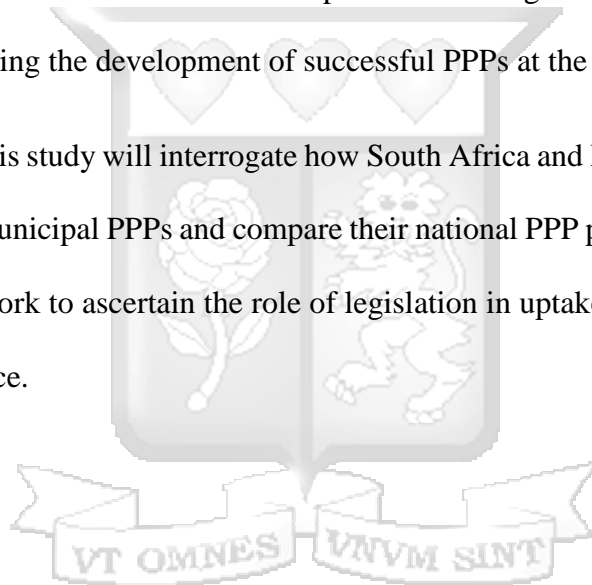 ing the development of successful PPPs at the
is study will interrogate how South Africa and
unicipal PPPs and compare their national PPP p
ork to ascertain the role of legislation in uptake
ce.
VT OMNES VNVM SINT